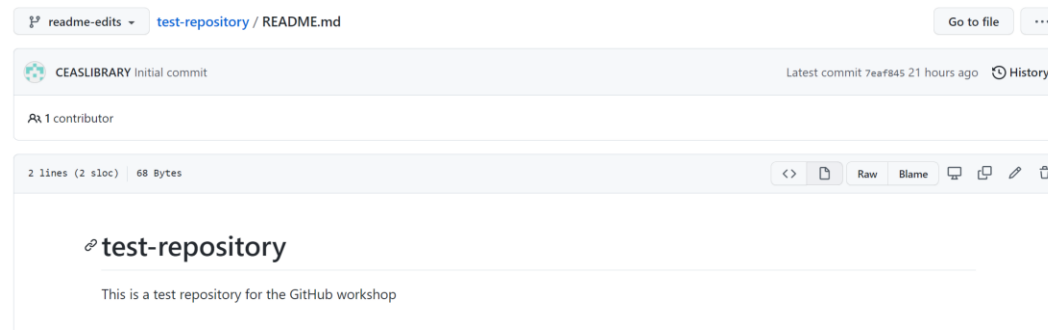 readme-edits test-repository / README.md Go to file ...
CEASLIBRARY Initial commit Latest commit 7eaf845 21 hours ago History
1 contributor
2 lines (2 sloc) 68 Bytes <> Raw Blame
test-repository
This is a test repository for the GitHub workshop